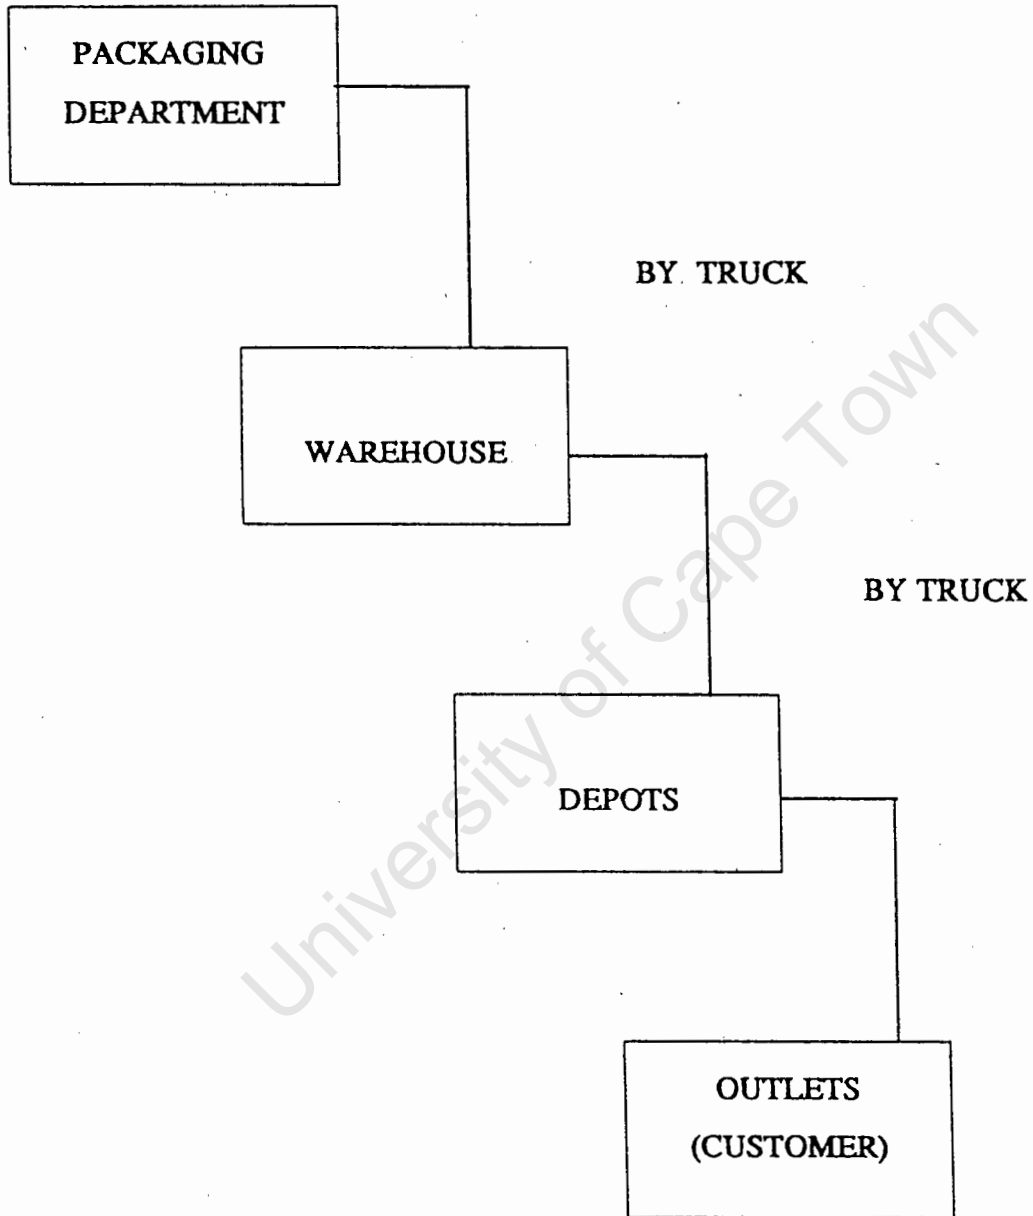 PACKAGING
DEPARTMENT
BY TRUCK
WAREHOUSE
BY TRUCK
DEPOTS
OUTLETS
(CUSTOMER)
University of Cape Town